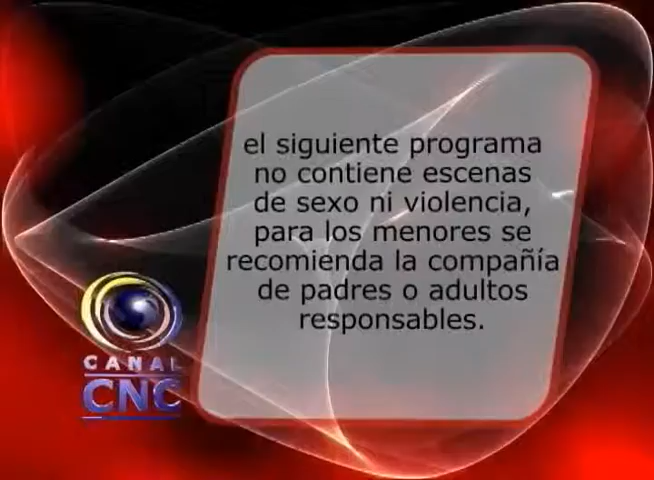 el siguiente programa
no contiene escenas
de sexo ni violencia,
para los menores se
recomienda la compañía
de padres o adultos
responsables.
CANAL
CNC